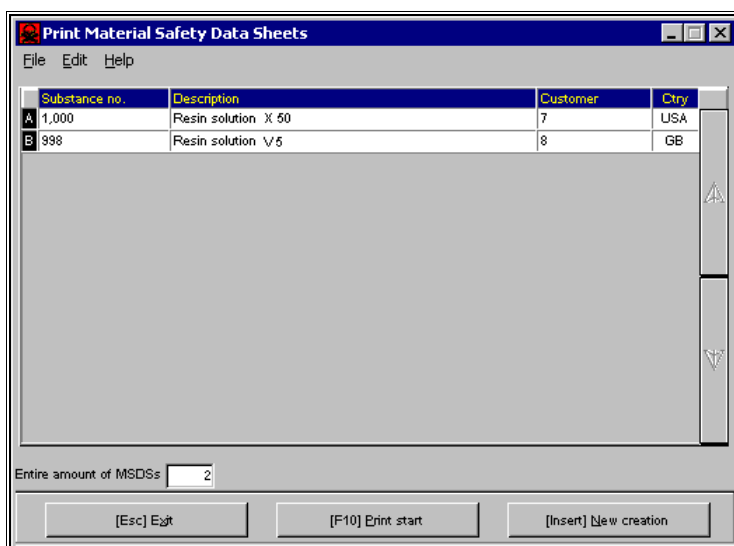 Print Material Safety Data Sheets
File Edit Help
Substance no. Description Customer Ctry
A 1,000 Resin solution X 50 7 USA
B 998 Resin solution V5 8 GB
Entire amount of MSDSs 2
[Esc] Exit [F10] Print start [Insert] New creation